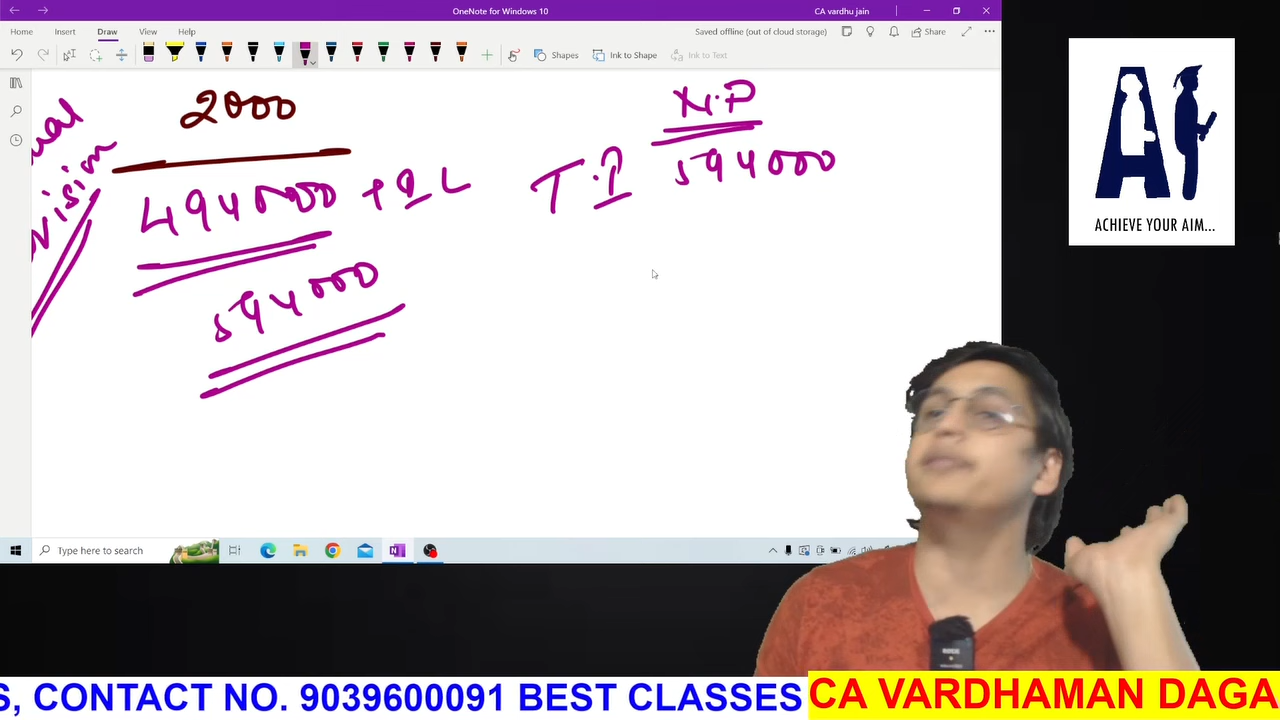 OneNote for Windows 10
CA vardhu jain
Home Insert Draw View Help
Saved offline (out of cloud storage)
Share
Shapes
Ink to Shape
Ink to Text
2000
494000 + 1 L
594000
N.P
T.I 594000
AI
ACHIEVE YOUR AIM...
Type here to search
S, CONTACT NO. 9039600091 BEST CLASSES
CA VARDHAMAN DAGA